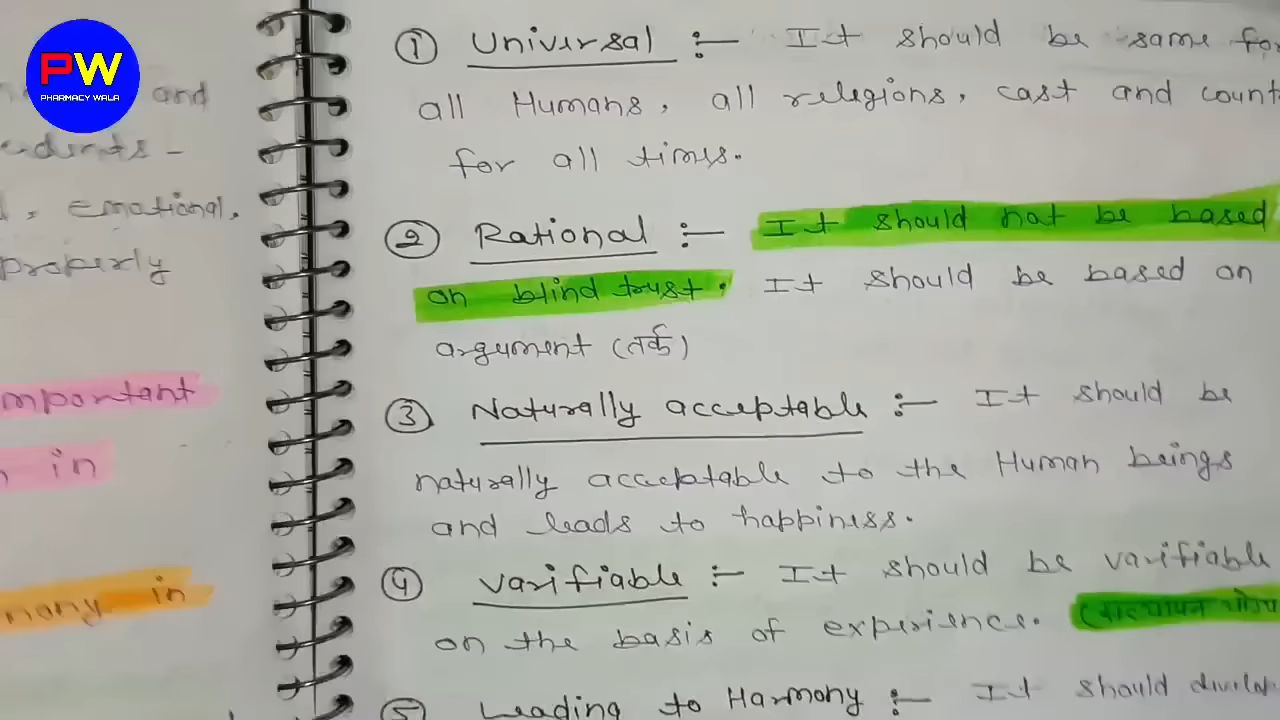 PW
PHARMACY WALA
and
, emotional,
properly
in
in
① Universal :- It should be same for
all Humans, all religions, cast and
for all times.
② Rational :- It should not be based
on blind trust. It should be based on
argument (तर्क)
③ Naturally acceptable :- It should be
naturally acceptable to the Human beings
and leads to happiness.
④ Varifiable :- It should be varifiable
on the basis of experience. (सत्यापन योग्य
⑤ Leading to Harmony :- It should